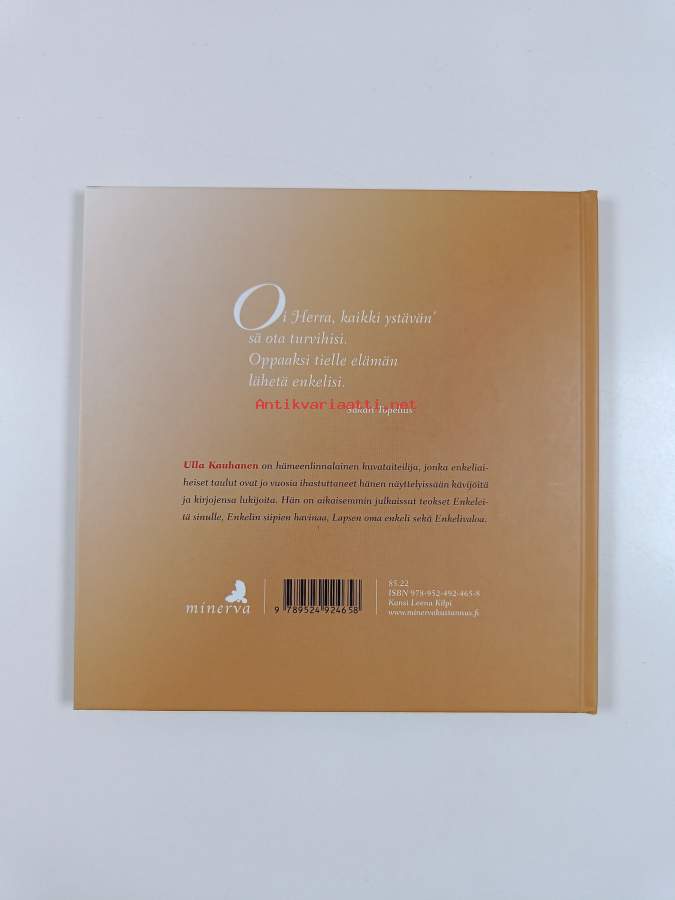 Oi Herra, kaikki ystävän'
sä ota turvihisi.
Oppaaksi tielle elämän
lähetä enkelisi.
Antikvariaatti.net
Sakari Topelius
Ulla Kauhanen on hämeenlinnalainen kuvataiteilija, jonka enkeliai-
heiset taulut ovat jo vuosia ihastuttaneet hänen näyttelyissään kävijöitä
ja kirjojensa lukijoita. Hän on aikaisemmin julkaissut teokset Enkelei-
tä sinulle, Enkelin siipien havinaa, Lapsen oma enkeli sekä Enkelivaloa.
minerva
9 789524 924658
85.22
ISBN 978-952-492-465-8
Kansi Leena Kilpi
www.minervakustannus.fi